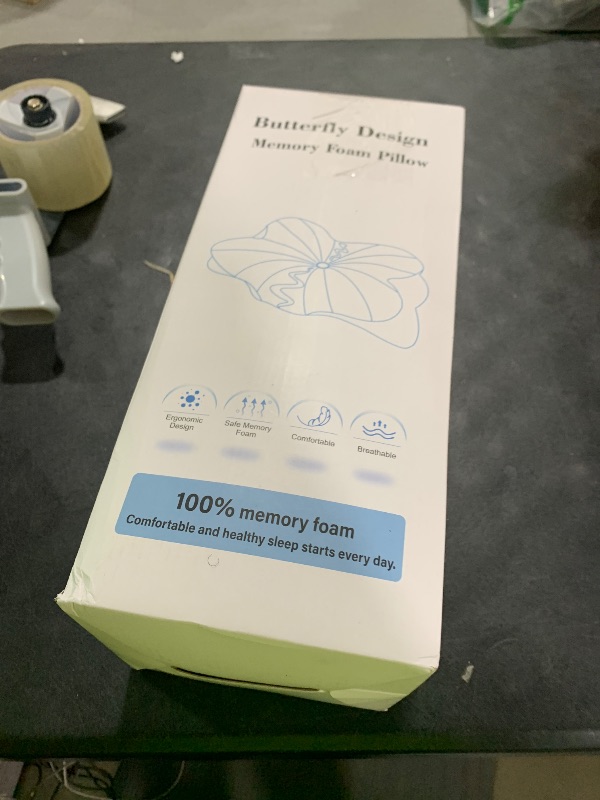 Butterfly Design
Memory Foam Pillow
Ergonomic
Design
Safe Memory
Foam
Comfortable
Breathable
100% memory foam
Comfortable and healthy sleep starts every day.